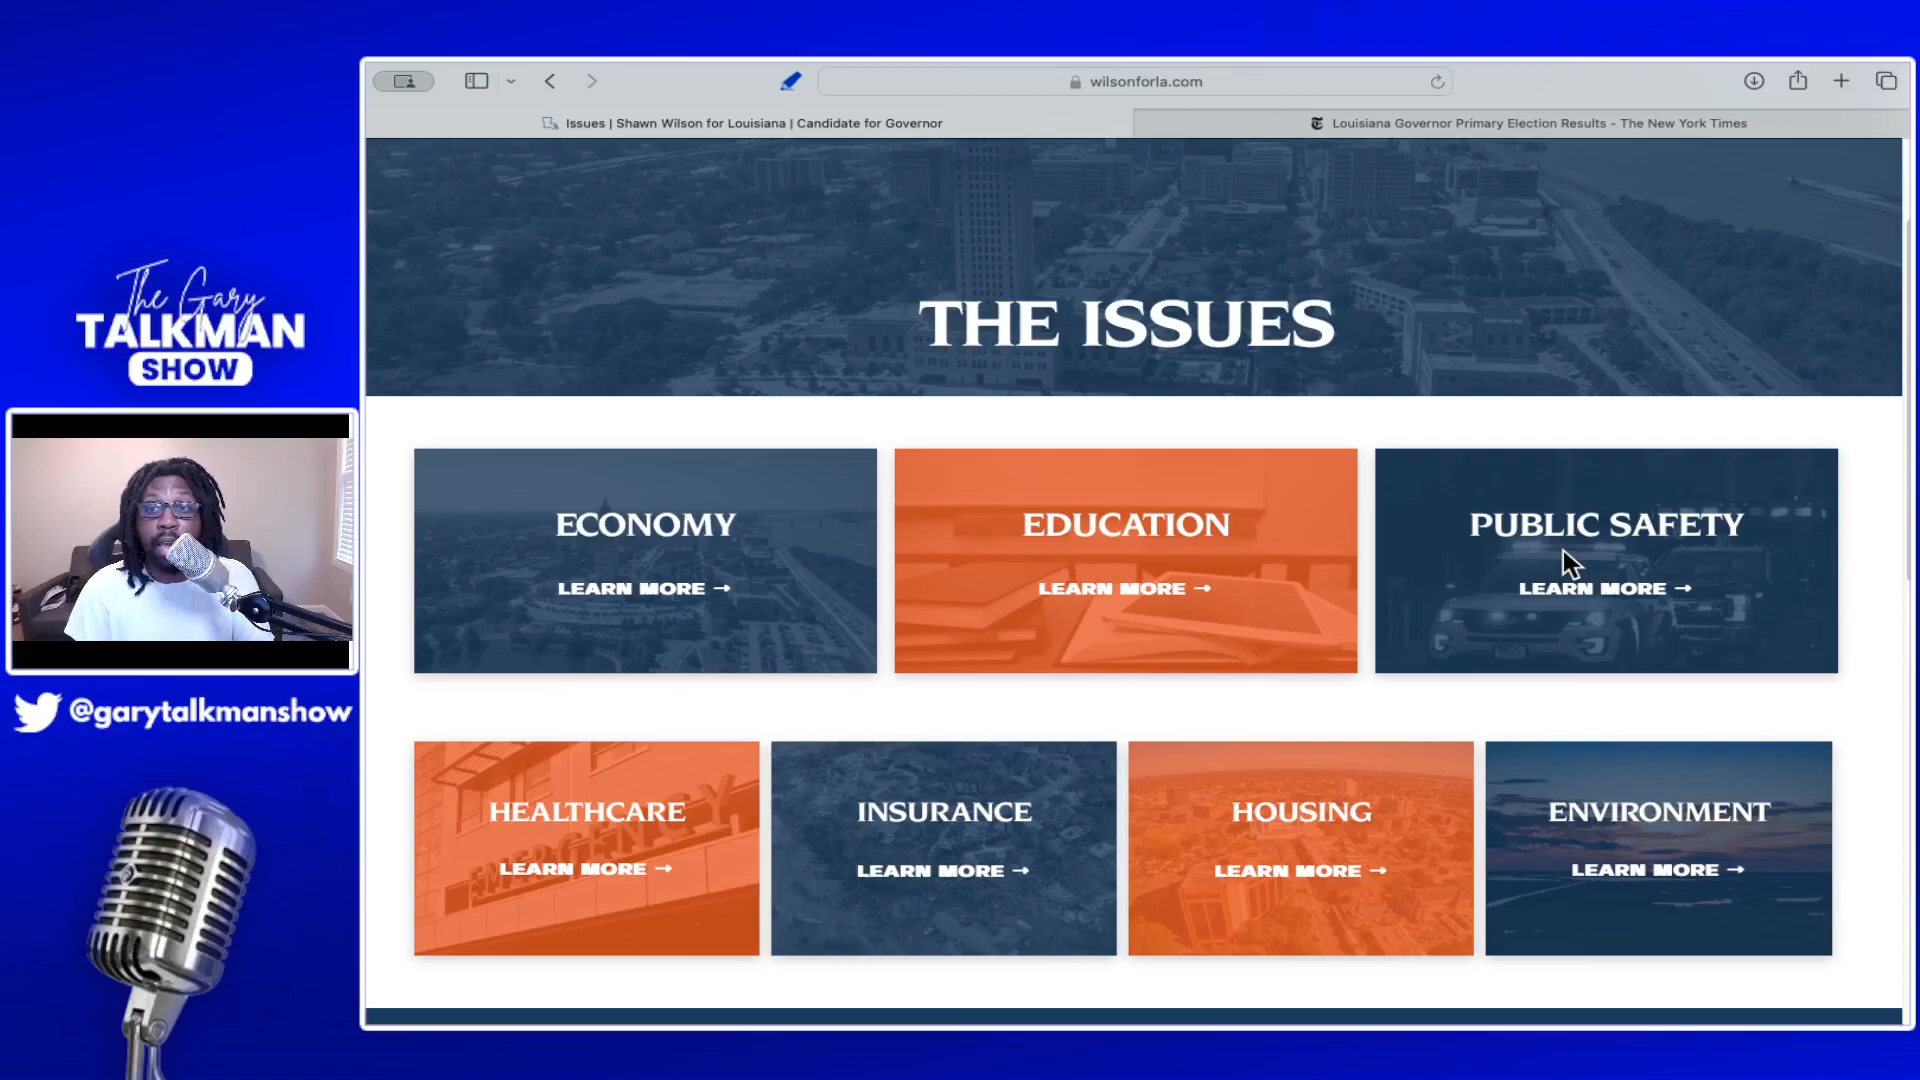 The Gary
TALKMAN
SHOW
@garytalkmanshow
wilsonforla.com
Issues | Shawn Wilson for Louisiana | Candidate for Governor
Louisiana Governor Primary Election Results - The New York Times
THE ISSUES
ECONOMY
LEARN MORE →
EDUCATION
LEARN MORE →
PUBLIC SAFETY
LEARN MORE →
HEALTHCARE
EMERGENCY
LEARN MORE →
INSURANCE
LEARN MORE →
HOUSING
LEARN MORE →
ENVIRONMENT
LEARN MORE →